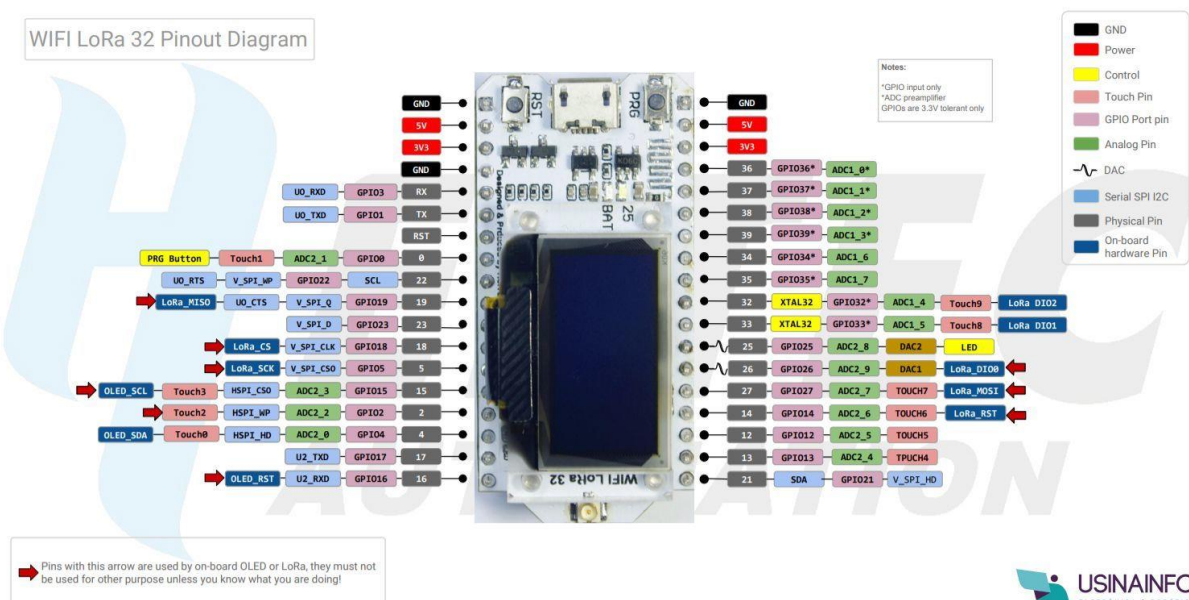 WIFI LoRa 32 Pinout Diagram
GND
Power
Control
Touch Pin
GPIO Port pin
Analog Pin
DAC
Serial SPI I2C
Physical Pin
On-board
hardware Pin
Notes:
*GPIO input only
*ADC preamplifier
GPIOs are 3.3V tolerant only
GND
5V
3V3
GND
UO_RXD GPIO3 RX
UO_TXD GPIO1 TX
RST
PRG Button Touch1 ADC2_1 GPIO0 0
UO_RTS V_SPI_WP GPIO22 SCL 22
LoRa_MISO UO_CTS V_SPI_Q GPIO19 19
V_SPI_D GPIO23 23
LoRa_CS V_SPI_CLK GPIO18 18
LoRa_SCK V_SPI_CSO GPIO5 5
OLED_SCL Touch3 HSPI_CSO ADC2_3 GPIO15 15
Touch2 HSPI_WP ADC2_2 GPIO2 2
OLED_SDA Touch0 HSPI_HD ADC2_0 GPIO4 4
U2_TXD GPIO17 17
OLED_RST U2_RXD GPIO16 16
RST
PRG
BAT
25
WIFI LoRa 32
GND
5V
3V3
36 GPIO36* ADC1_0*
37 GPIO37* ADC1_1*
38 GPIO38* ADC1_2*
39 GPIO39* ADC1_3*
34 GPIO34* ADC1_6
35 GPIO35* ADC1_7
32 XTAL32 GPIO32* ADC1_4 Touch9 LoRa DIO2
33 XTAL32 GPIO33* ADC1_5 Touch8 LoRa DIO1
25 GPIO25 ADC2_8 DAC2 LED
26 GPIO26 ADC2_9 DAC1 LoRa_DIO0
27 GPIO27 ADC2_7 TOUCH7 LoRa_MOSI
14 GPIO14 ADC2_6 TOUCH6 LoRa_RST
12 GPIO12 ADC2_5 TOUCH5
13 GPIO13 ADC2_4 TPUCH4
21 SDA GPIO21 V_SPI_HD
Pins with this arrow are used by on-board OLED or LoRa, they must not
be used for other purpose unless you know what you are doing!
USINAINFO